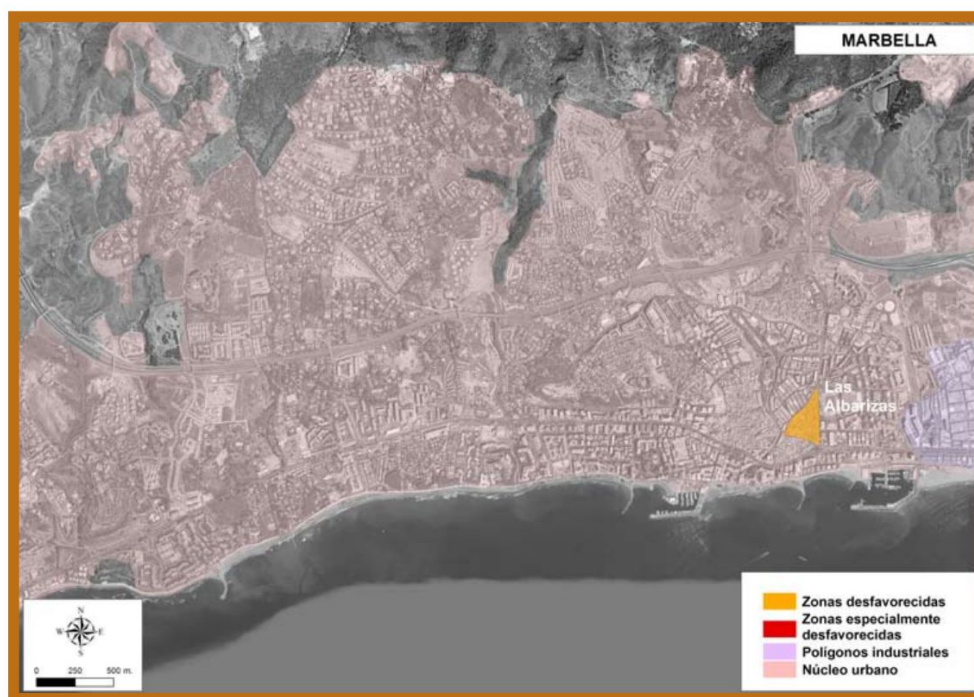 MARBELLA
Las
Albarizas
N
W E
S
0 250 500 m.
Zonas desfavorecidas
Zonas especialmente
desfavorecidas
Polígonos industriales
Núcleo urbano